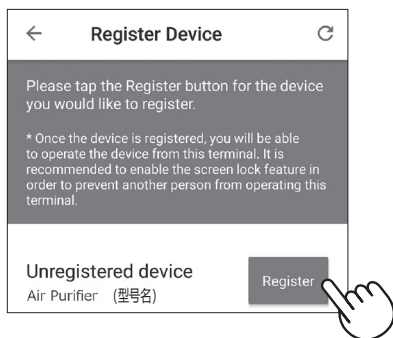 Register Device
Please tap the Register button for the device
you would like to register.
* Once the device is registered, you will be able
to operate the device from this terminal. It is
recommended to enable the screen lock feature in
order to prevent another person from operating this
terminal.
Unregistered device
Register
Air Purifier (型号名)